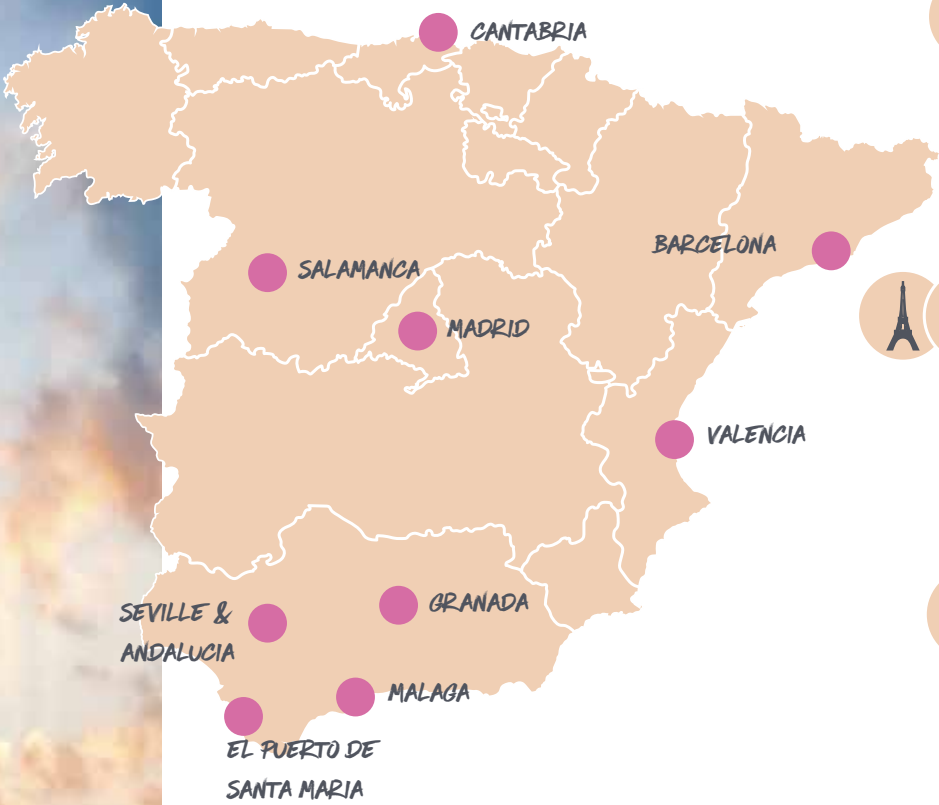 CANTABRIA
BARCELONA
SALAMANCA
MADRID
VALENCIA
SEVILLE &
ANDALUCIA
GRANADA
MALAGA
EL PUERTO DE
SANTA MARIA